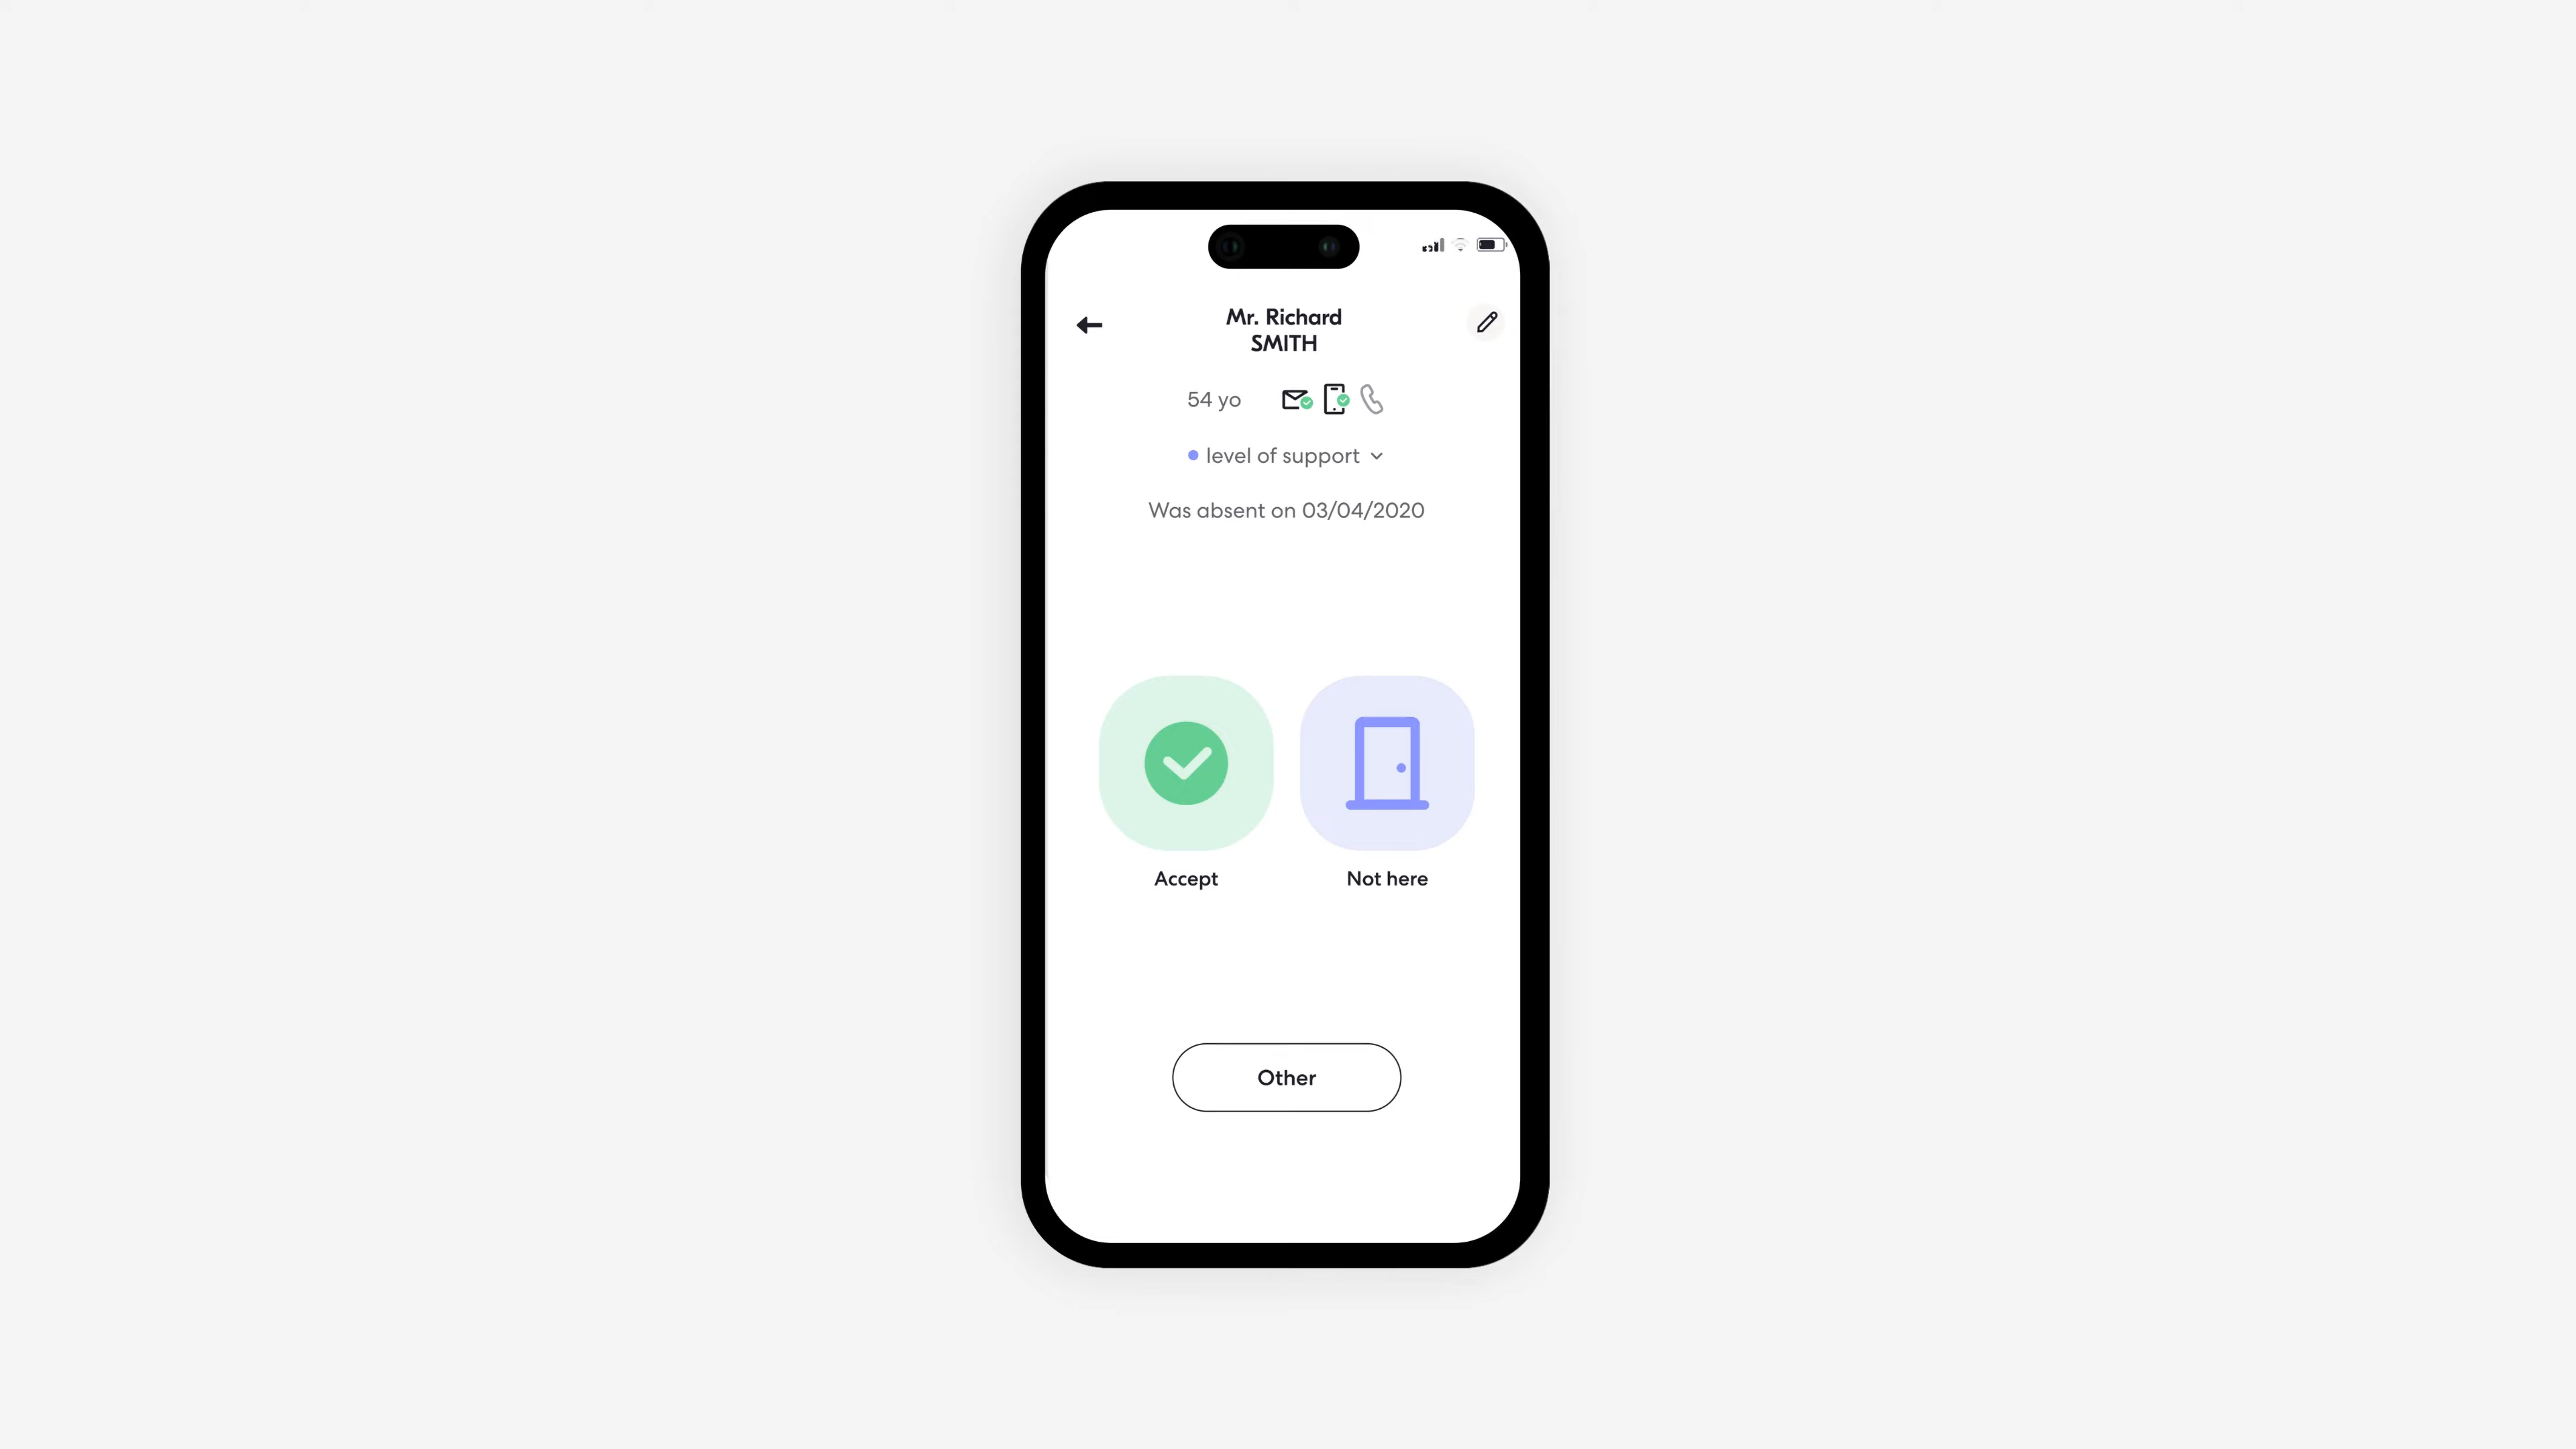 Mr. Richard
SMITH
54 yo
level of support
Was absent on 03/04/2020
Accept
Not here
Other